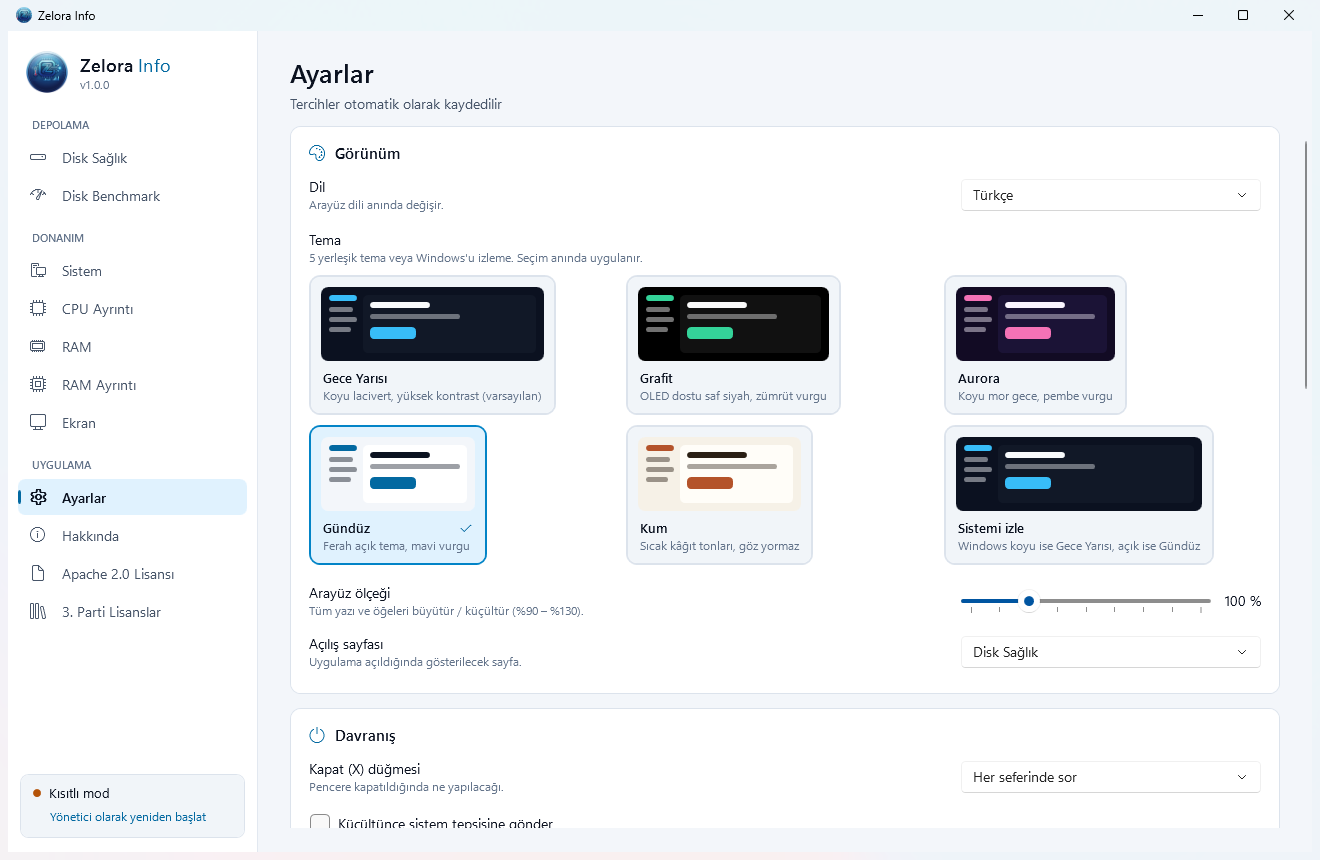 Zelora Info
Zelora Info
v1.0.0
DEPOLAMA
Disk Sağlık
Disk Benchmark
DONANIM
Sistem
CPU Ayrıntı
RAM
RAM Ayrıntı
Ekran
UYGULAMA
Ayarlar
Hakkında
Apache 2.0 Lisansı
3. Parti Lisanslar
Kısıtlı mod
Yönetici olarak yeniden başlat
Ayarlar
Tercihler otomatik olarak kaydedilir
Görünüm
Dil
Arayüz dili anında değişir.
Türkçe
Tema
5 yerleşik tema veya Windows'u izleme. Seçim anında uygulanır.
Gece Yarısı
Koyu lacivert, yüksek kontrast (varsayılan)
Grafit
OLED dostu saf siyah, zümrüt vurgu
Aurora
Koyu mor gece, pembe vurgu
Gündüz
Ferah açık tema, mavi vurgu
Kum
Sıcak kâğıt tonları, göz yormaz
Sistemi izle
Windows koyu ise Gece Yarısı, açık ise Gündüz
Arayüz ölçeği
Tüm yazı ve öğeleri büyütür / küçültür (%90 – %130).
100 %
Açılış sayfası
Uygulama açıldığında gösterilecek sayfa.
Disk Sağlık
Davranış
Kapat (X) düğmesi
Pencere kapatıldığında ne yapılacağı.
Her seferinde sor
Küçültünce sistem tepsisine gönder